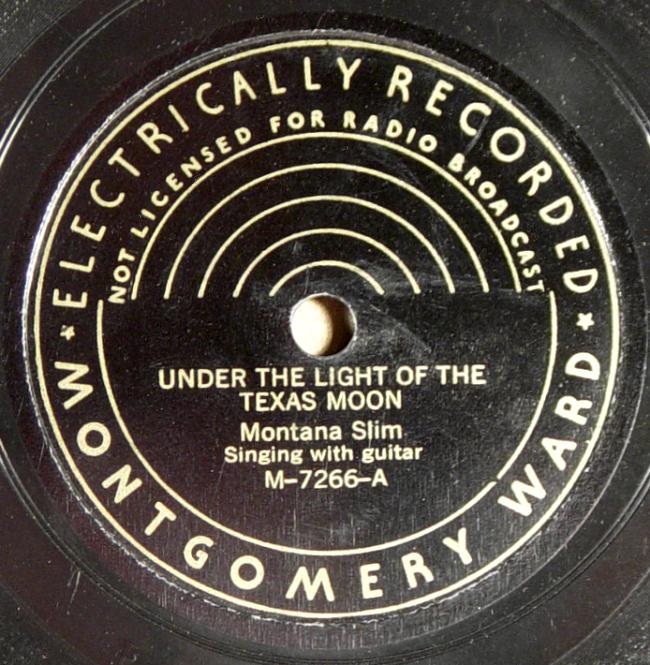 ELECTRICALLY RECORDED
NOT LICENSED FOR RADIO BROADCAST
UNDER THE LIGHT OF THE
TEXAS MOON
Montana Slim
Singing with guitar
M-7266-A
MONTGOMERY WARD